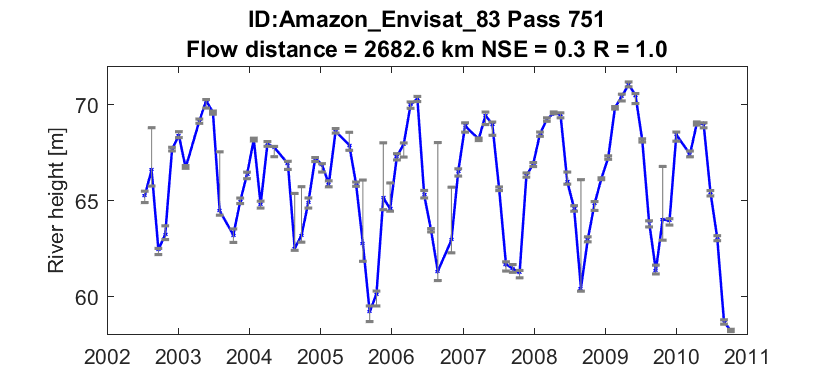 ID:Amazon_Envisat_83 Pass 751
Flow distance = 2682.6 km NSE = 0.3 R = 1.0
River height [m]
70
65
60
2002 2003 2004 2005 2006 2007 2008 2009 2010 2011